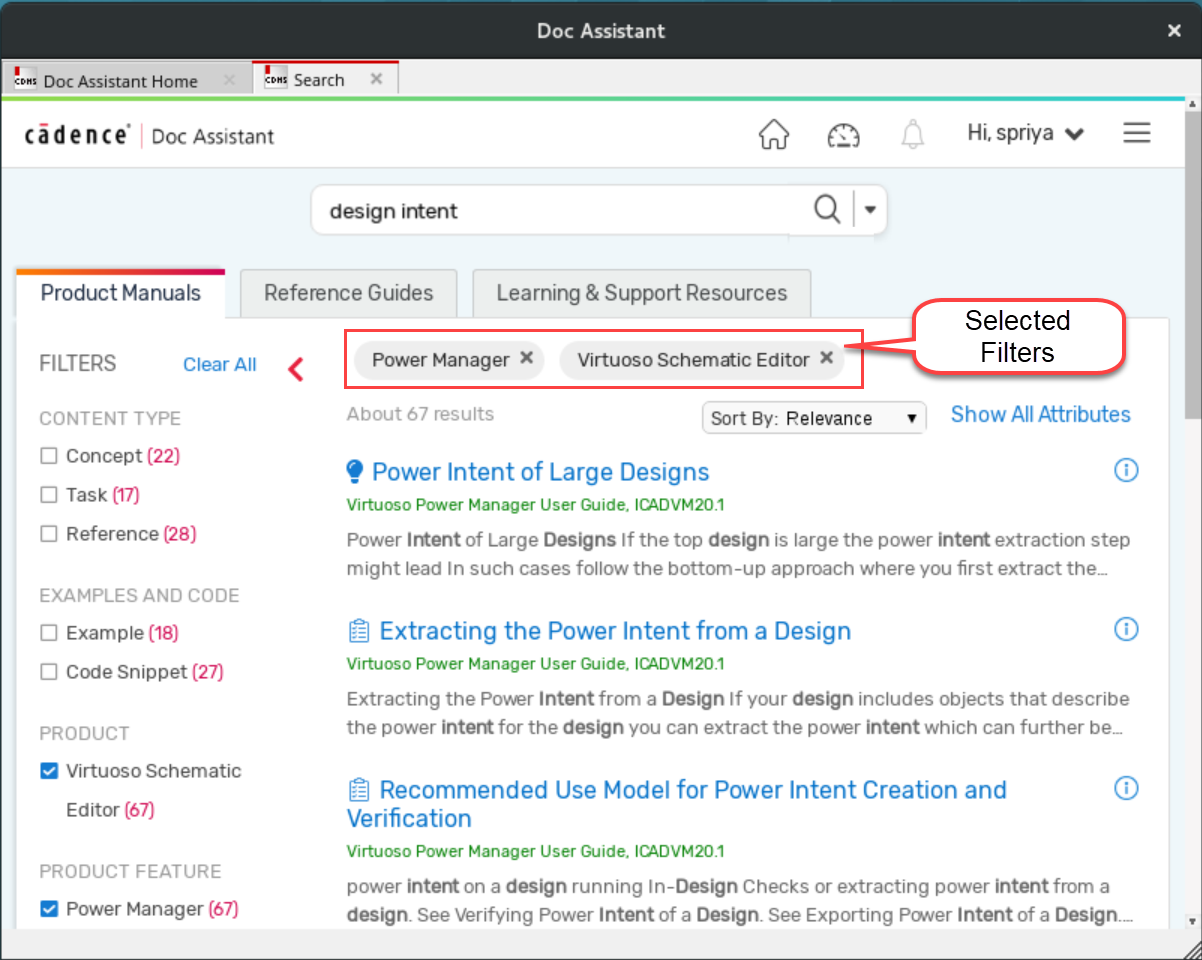 Doc Assistant
CDMS Doc Assistant Home
CDMS Search
cādence® Doc Assistant
Hi, spriya
design intent
Product Manuals
Reference Guides
Learning & Support Resources
Selected
Filters
FILTERS
Clear All
Power Manager
Virtuoso Schematic Editor
About 67 results
Sort By: Relevance
Show All Attributes
CONTENT TYPE
Concept (22)
Task (17)
Reference (28)
EXAMPLES AND CODE
Example (18)
Code Snippet (27)
PRODUCT
Virtuoso Schematic
Editor (67)
PRODUCT FEATURE
Power Manager (67)
Power Intent of Large Designs
Virtuoso Power Manager User Guide, ICADVM20.1
Power Intent of Large Designs If the top design is large the power intent extraction step
might lead In such cases follow the bottom-up approach where you first extract the…
Extracting the Power Intent from a Design
Virtuoso Power Manager User Guide, ICADVM20.1
Extracting the Power Intent from a Design If your design includes objects that describe
the power intent for the design you can extract the power intent which can further be…
Recommended Use Model for Power Intent Creation and
Verification
Virtuoso Power Manager User Guide, ICADVM20.1
power intent on a design running In-Design Checks or extracting power intent from a
design. See Verifying Power Intent of a Design. See Exporting Power Intent of a Design.…